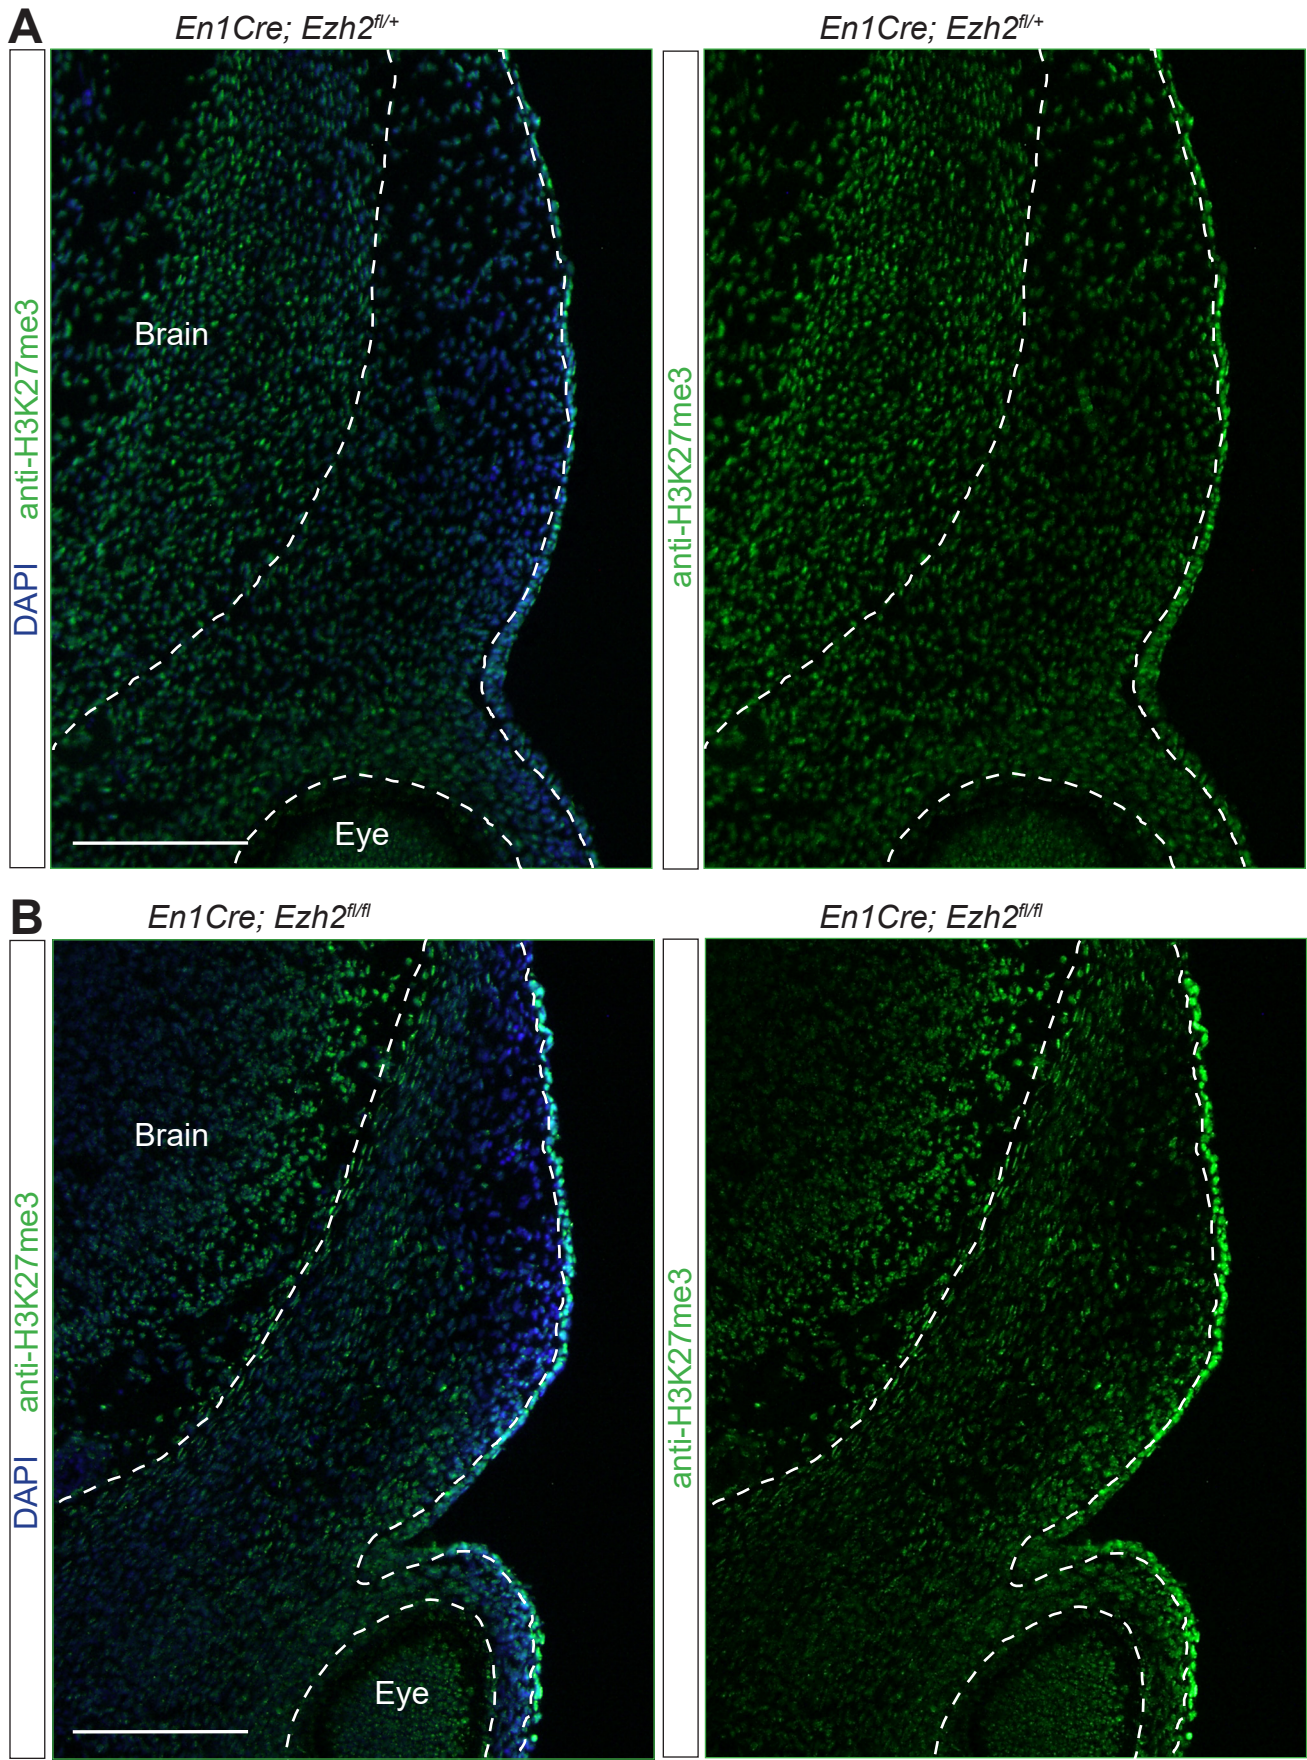 A
En1Cre; Ezh2fl/+
En1Cre; Ezh2fl/+
DAPI anti-H3K27me3
Brain
Eye
anti-H3K27me3
B
En1Cre; Ezh2fl/fl
En1Cre; Ezh2fl/fl
DAPI anti-H3K27me3
Brain
Eye
anti-H3K27me3